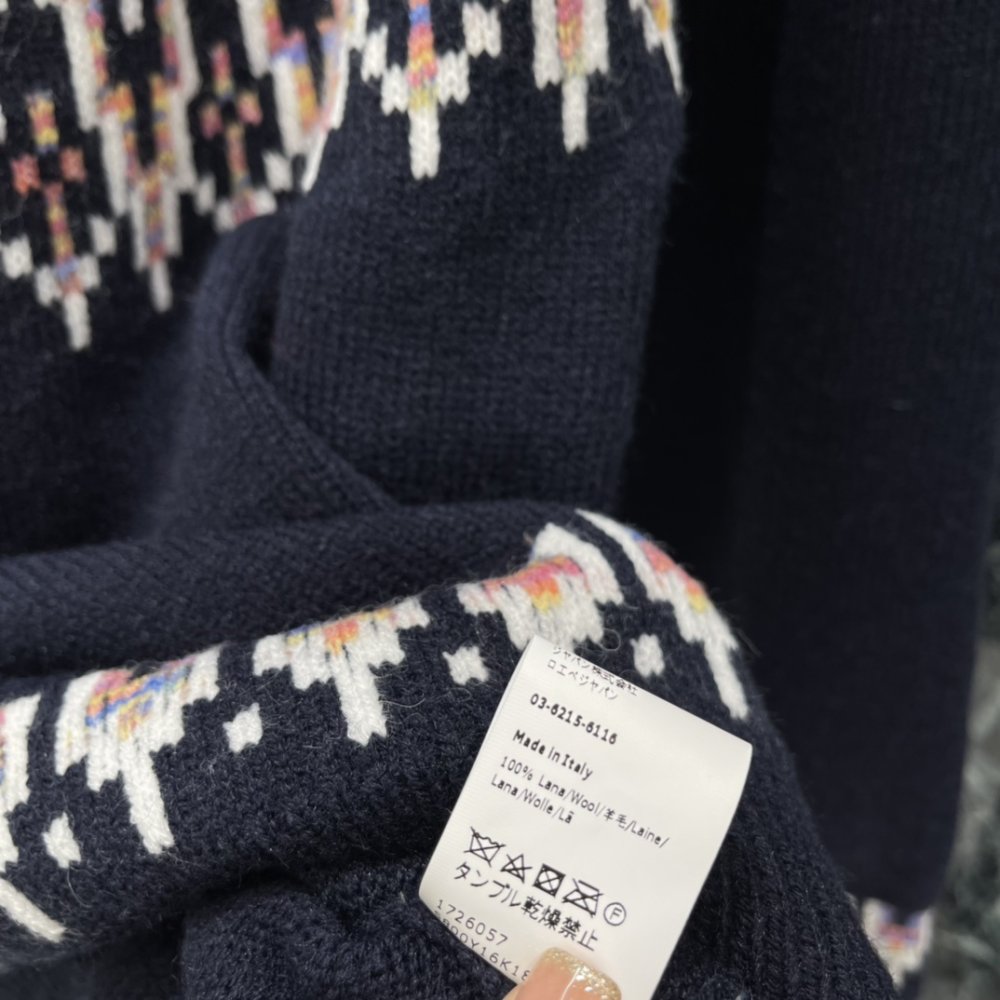 ジャパン株式会社
ロエベジャパン
03-6215-6116
Made in Italy
100% Lana/Wool/羊毛/Laine/
Lana/Wolle/Lã
F
タンブル乾燥禁止
1726057